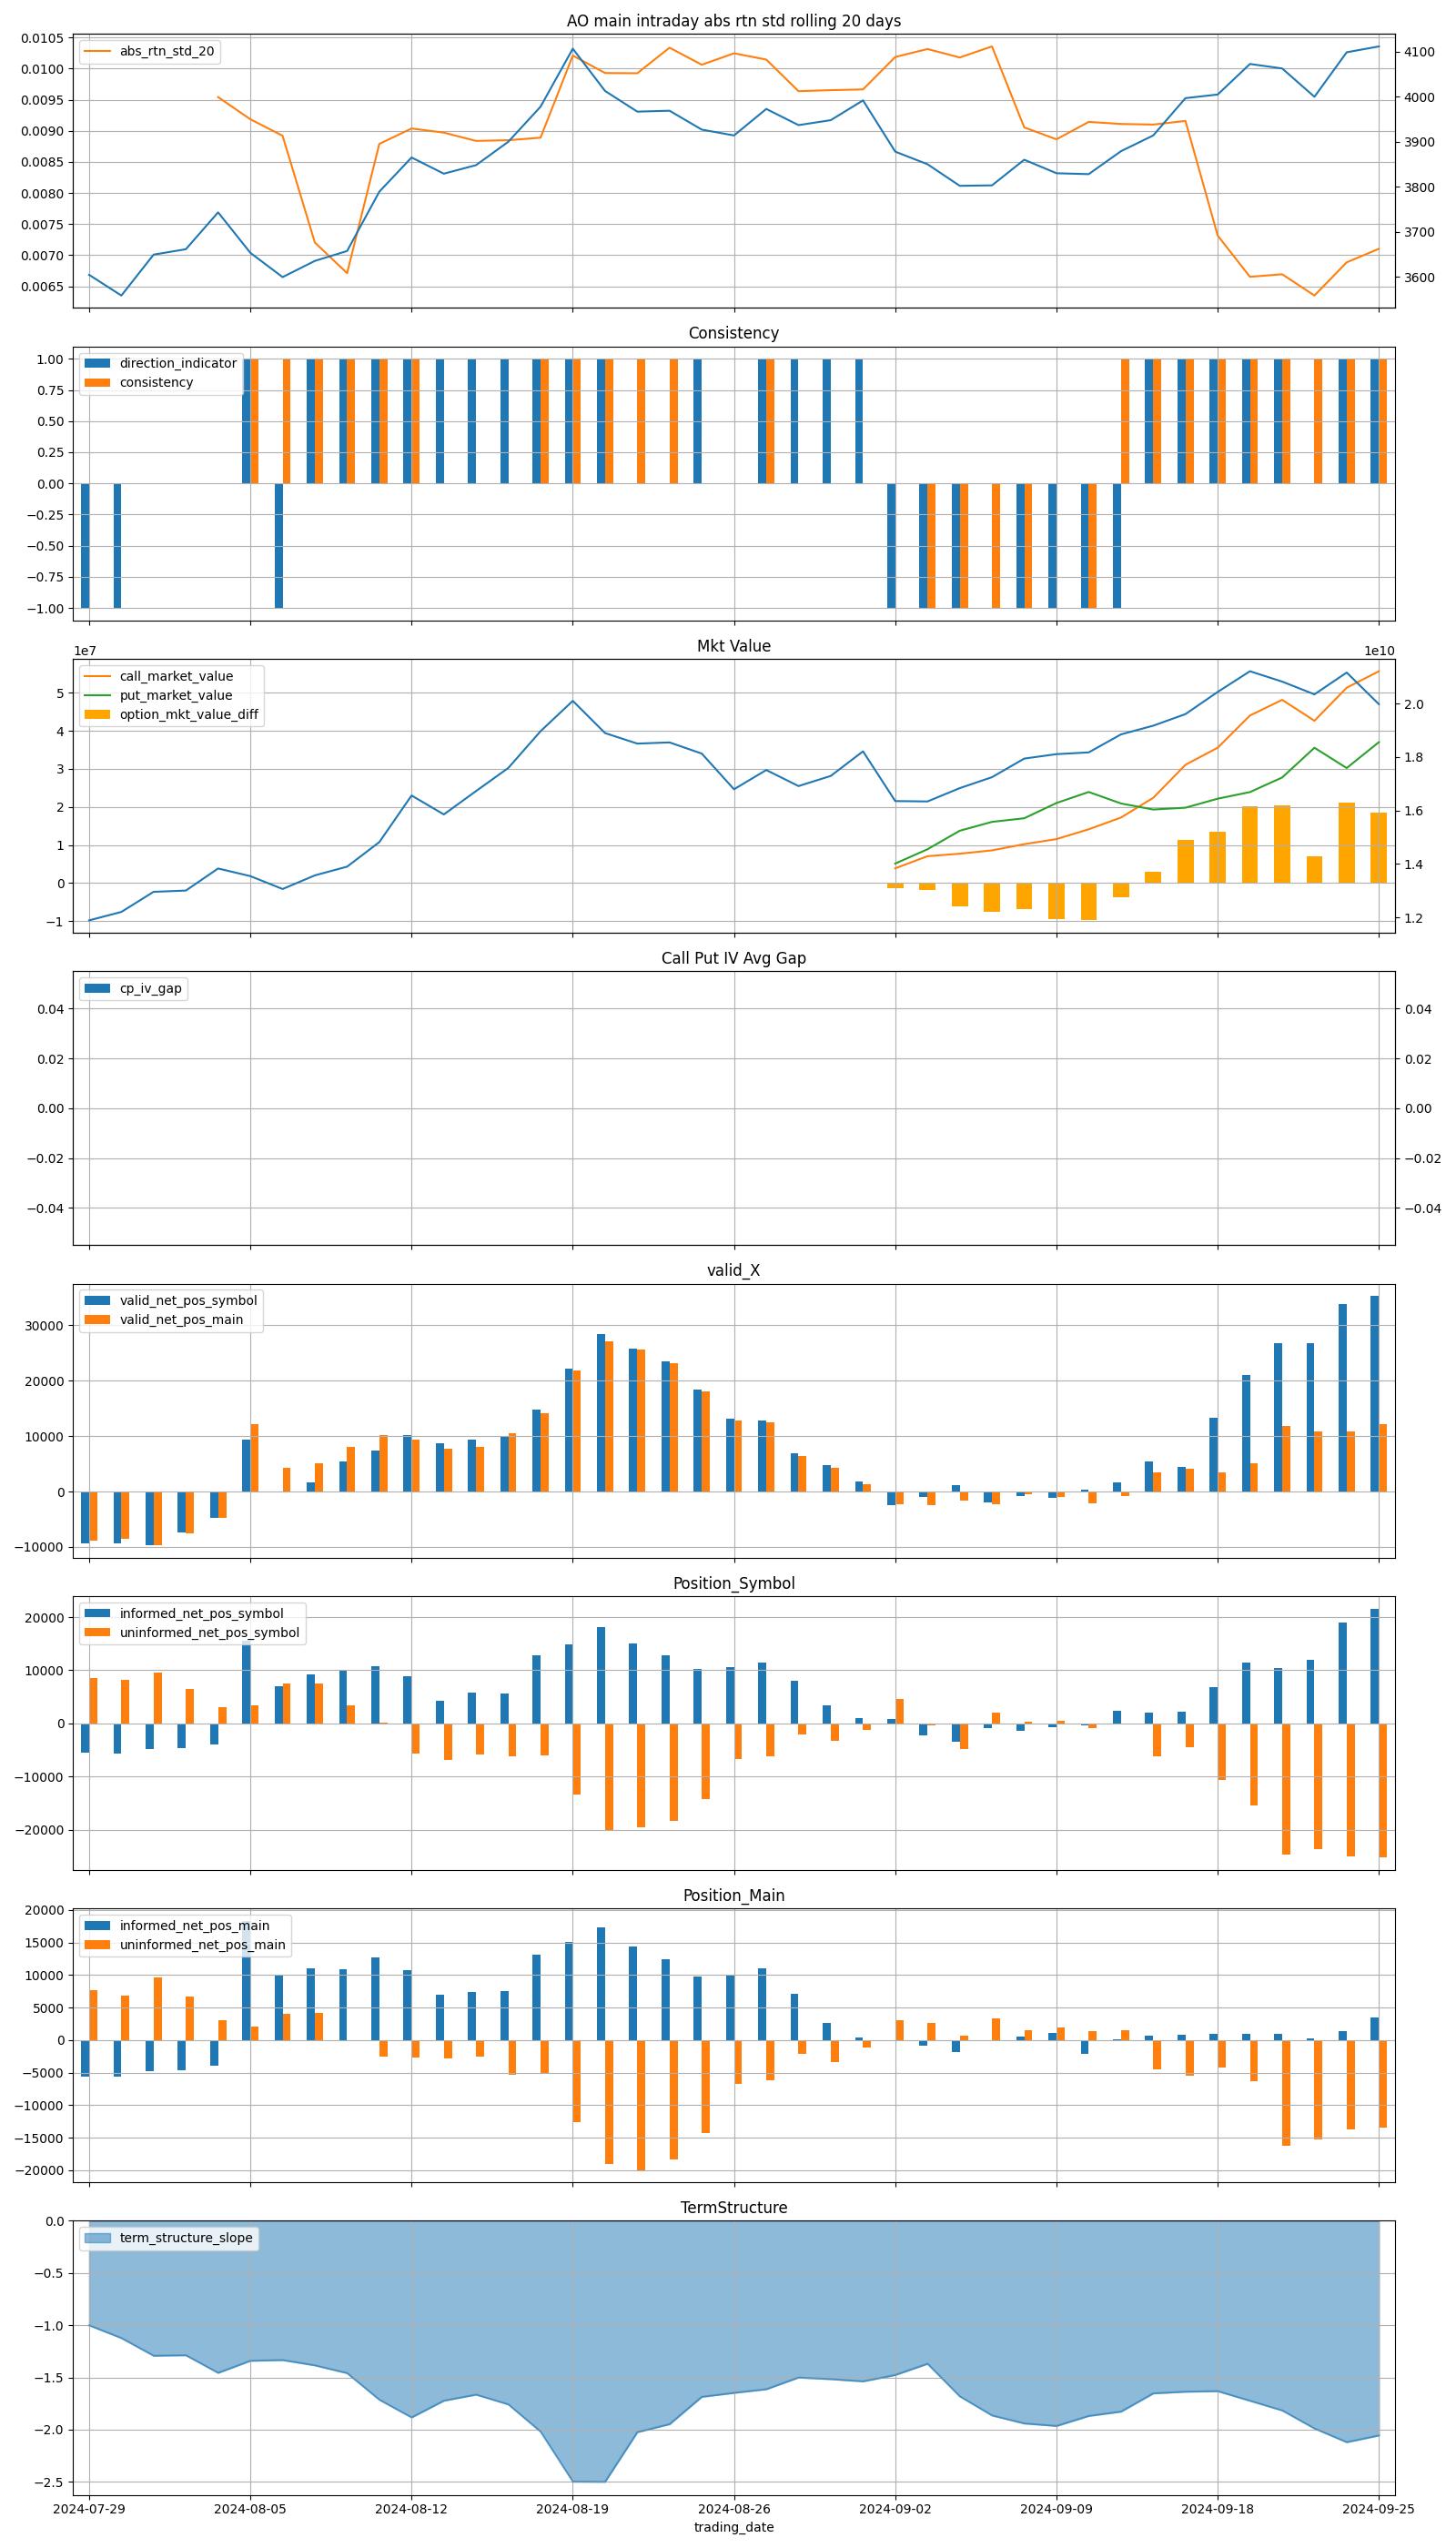 AO main intraday abs rtn std rolling 20 days
abs_rtn_std_20
0.0105
0.0100
0.0095
0.0090
0.0085
0.0080
0.0075
0.0070
0.0065
4100
4000
3900
3800
3700
3600
Consistency
direction_indicator
consistency
1.00
0.75
0.50
0.25
0.00
−0.25
−0.50
−0.75
−1.00
Mkt Value
1e7
1e10
call_market_value
put_market_value
option_mkt_value_diff
5
4
3
2
1
0
−1
2.0
1.8
1.6
1.4
1.2
Call Put IV Avg Gap
cp_iv_gap
0.04
0.02
0.00
−0.02
−0.04
0.04
0.02
0.00
−0.02
−0.04
valid_X
valid_net_pos_symbol
valid_net_pos_main
30000
20000
10000
0
−10000
Position_Symbol
informed_net_pos_symbol
uninformed_net_pos_symbol
20000
10000
0
−10000
−20000
Position_Main
informed_net_pos_main
uninformed_net_pos_main
20000
15000
10000
5000
0
−5000
−10000
−15000
−20000
TermStructure
term_structure_slope
0.0
−0.5
−1.0
−1.5
−2.0
−2.5
2024-07-29 2024-08-05 2024-08-12 2024-08-19 2024-08-26 2024-09-02 2024-09-09 2024-09-18 2024-09-25
trading_date